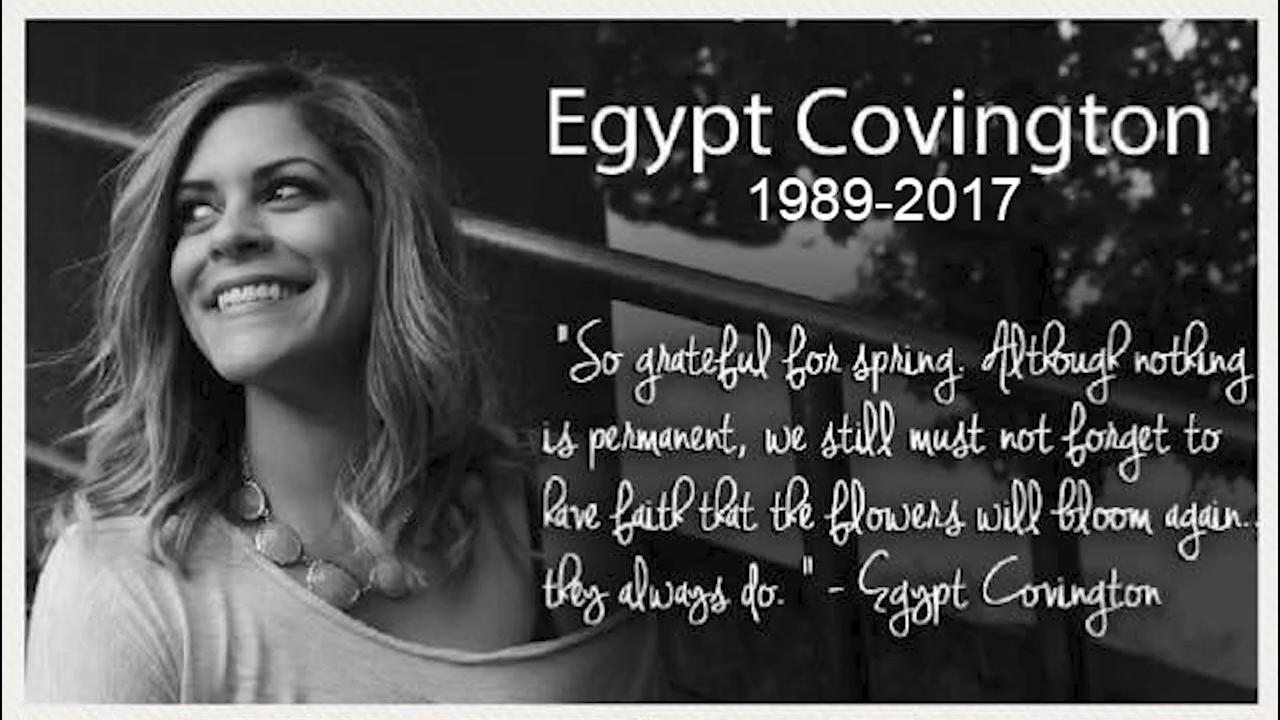 Egypt Covington
1989-2017
"So grateful for spring. Although nothing
is permanent, we still must not forget to
have faith that the flowers will bloom again..
they always do. " - Egypt Covington